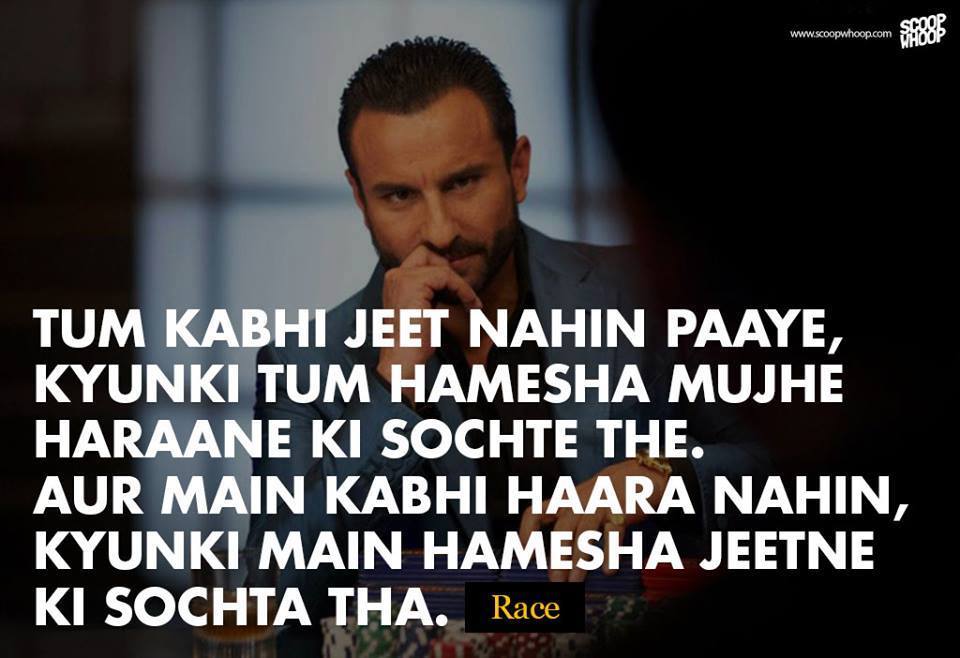 www.scoopwhoop.com
SCOOP
WHOOP
TUM KABHI JEET NAHIN PAAYE,
KYUNKI TUM HAMESHA MUJHE
HARAANE KI SOCHTE THE.
AUR MAIN KABHI HAARA NAHIN,
KYUNKI MAIN HAMESHA JEETNE
KI SOCHTA THA. Race